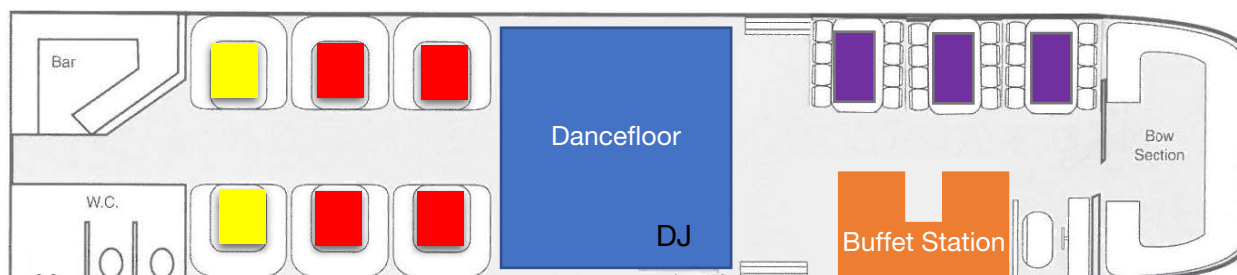 Bar
Dancefloor
Bow
Section
W.C.
DJ
Buffet Station